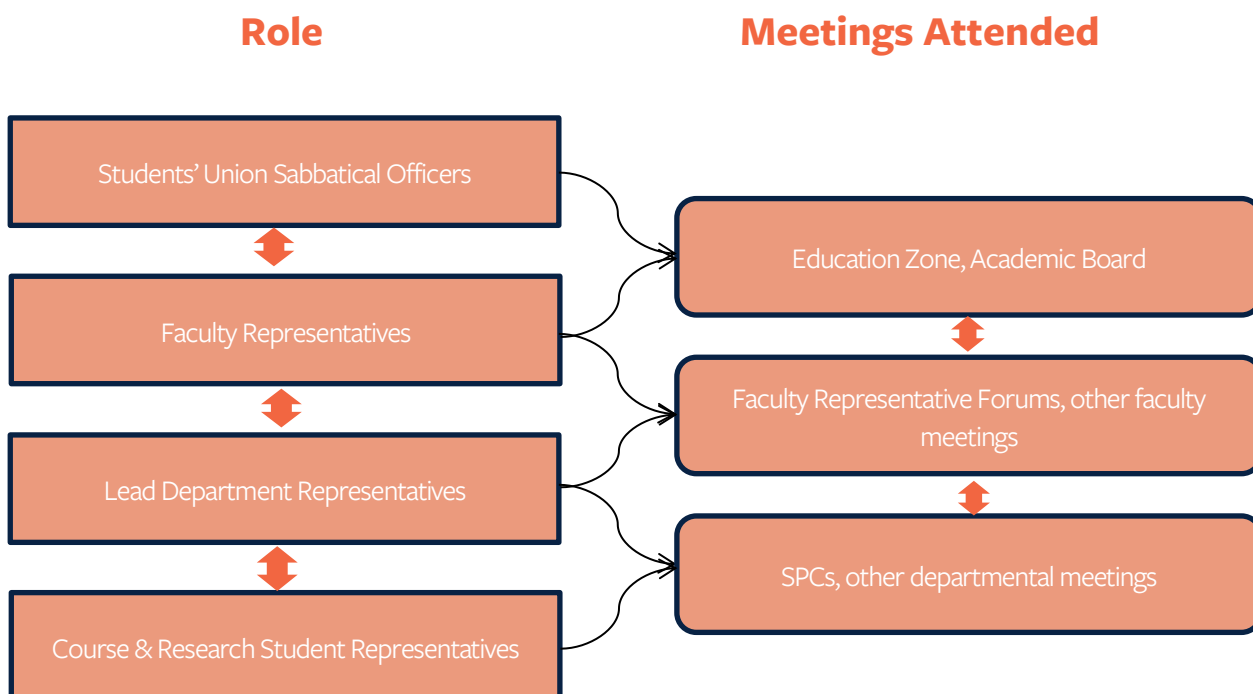 Role
Meetings Attended
Students’ Union Sabbatical Officers
Education Zone, Academic Board
Faculty Representatives
Faculty Representative Forums, other faculty
meetings
Lead Department Representatives
SPCs, other departmental meetings
Course & Research Student Representatives